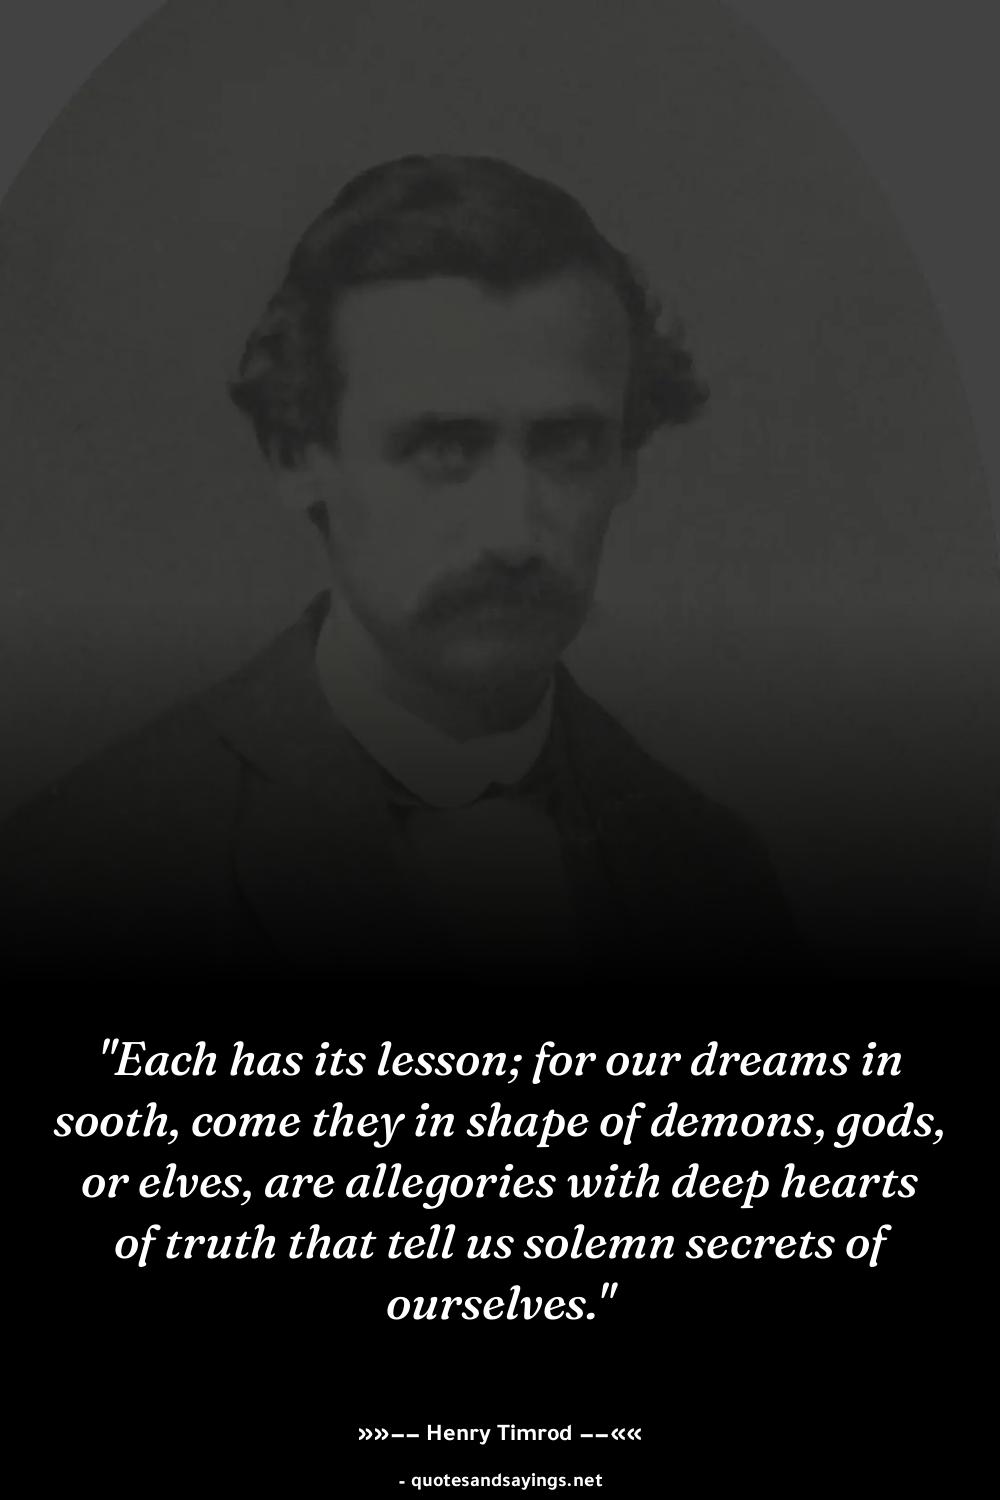 "Each has its lesson; for our dreams in
sooth, come they in shape of demons, gods,
or elves, are allegories with deep hearts
of truth that tell us solemn secrets of
ourselves."
»»–– Henry Timrod ––««
- quotesandsayings.net